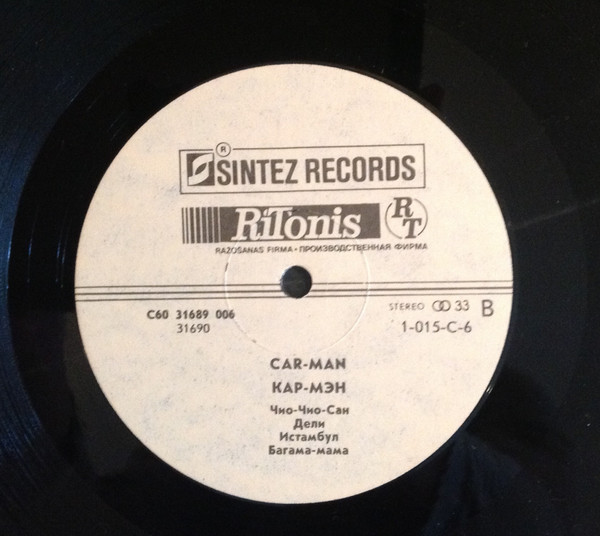 ®
SINTEZ RECORDS
RiTonis RT
RAZOŠANAS FIRMA • ПРОИЗВОДСТВЕННАЯ ФИРМА
С60 31689 006
31690
STEREO 33 B
1-015-C-6
CAR-MAN
КАР-МЭН
Чио-Чио-Сан
Дели
Истамбул
Багама-мама